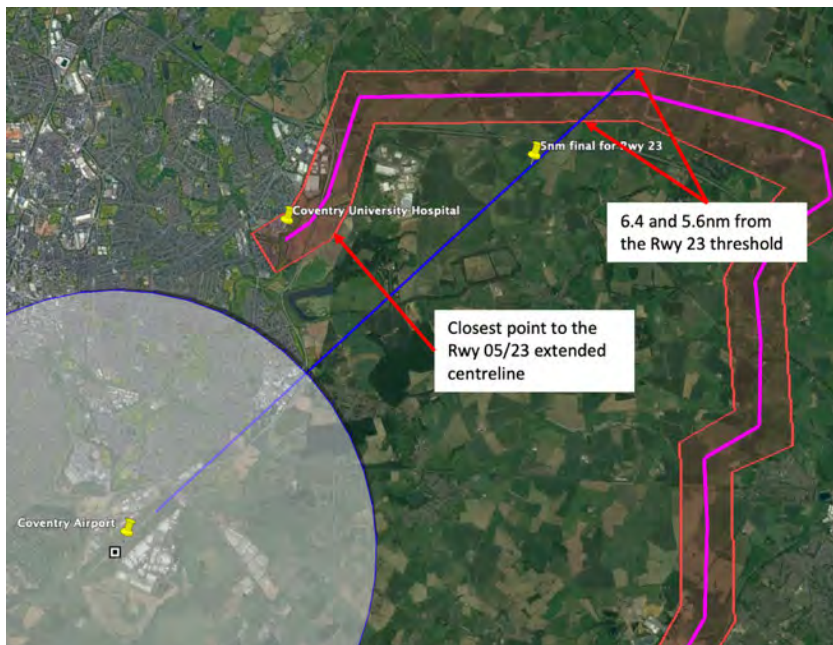 5nm final for Rwy 23
Coventry University Hospital
6.4 and 5.6nm from
the Rwy 23 threshold
Closest point to the
Rwy 05/23 extended
centreline
Coventry Airport